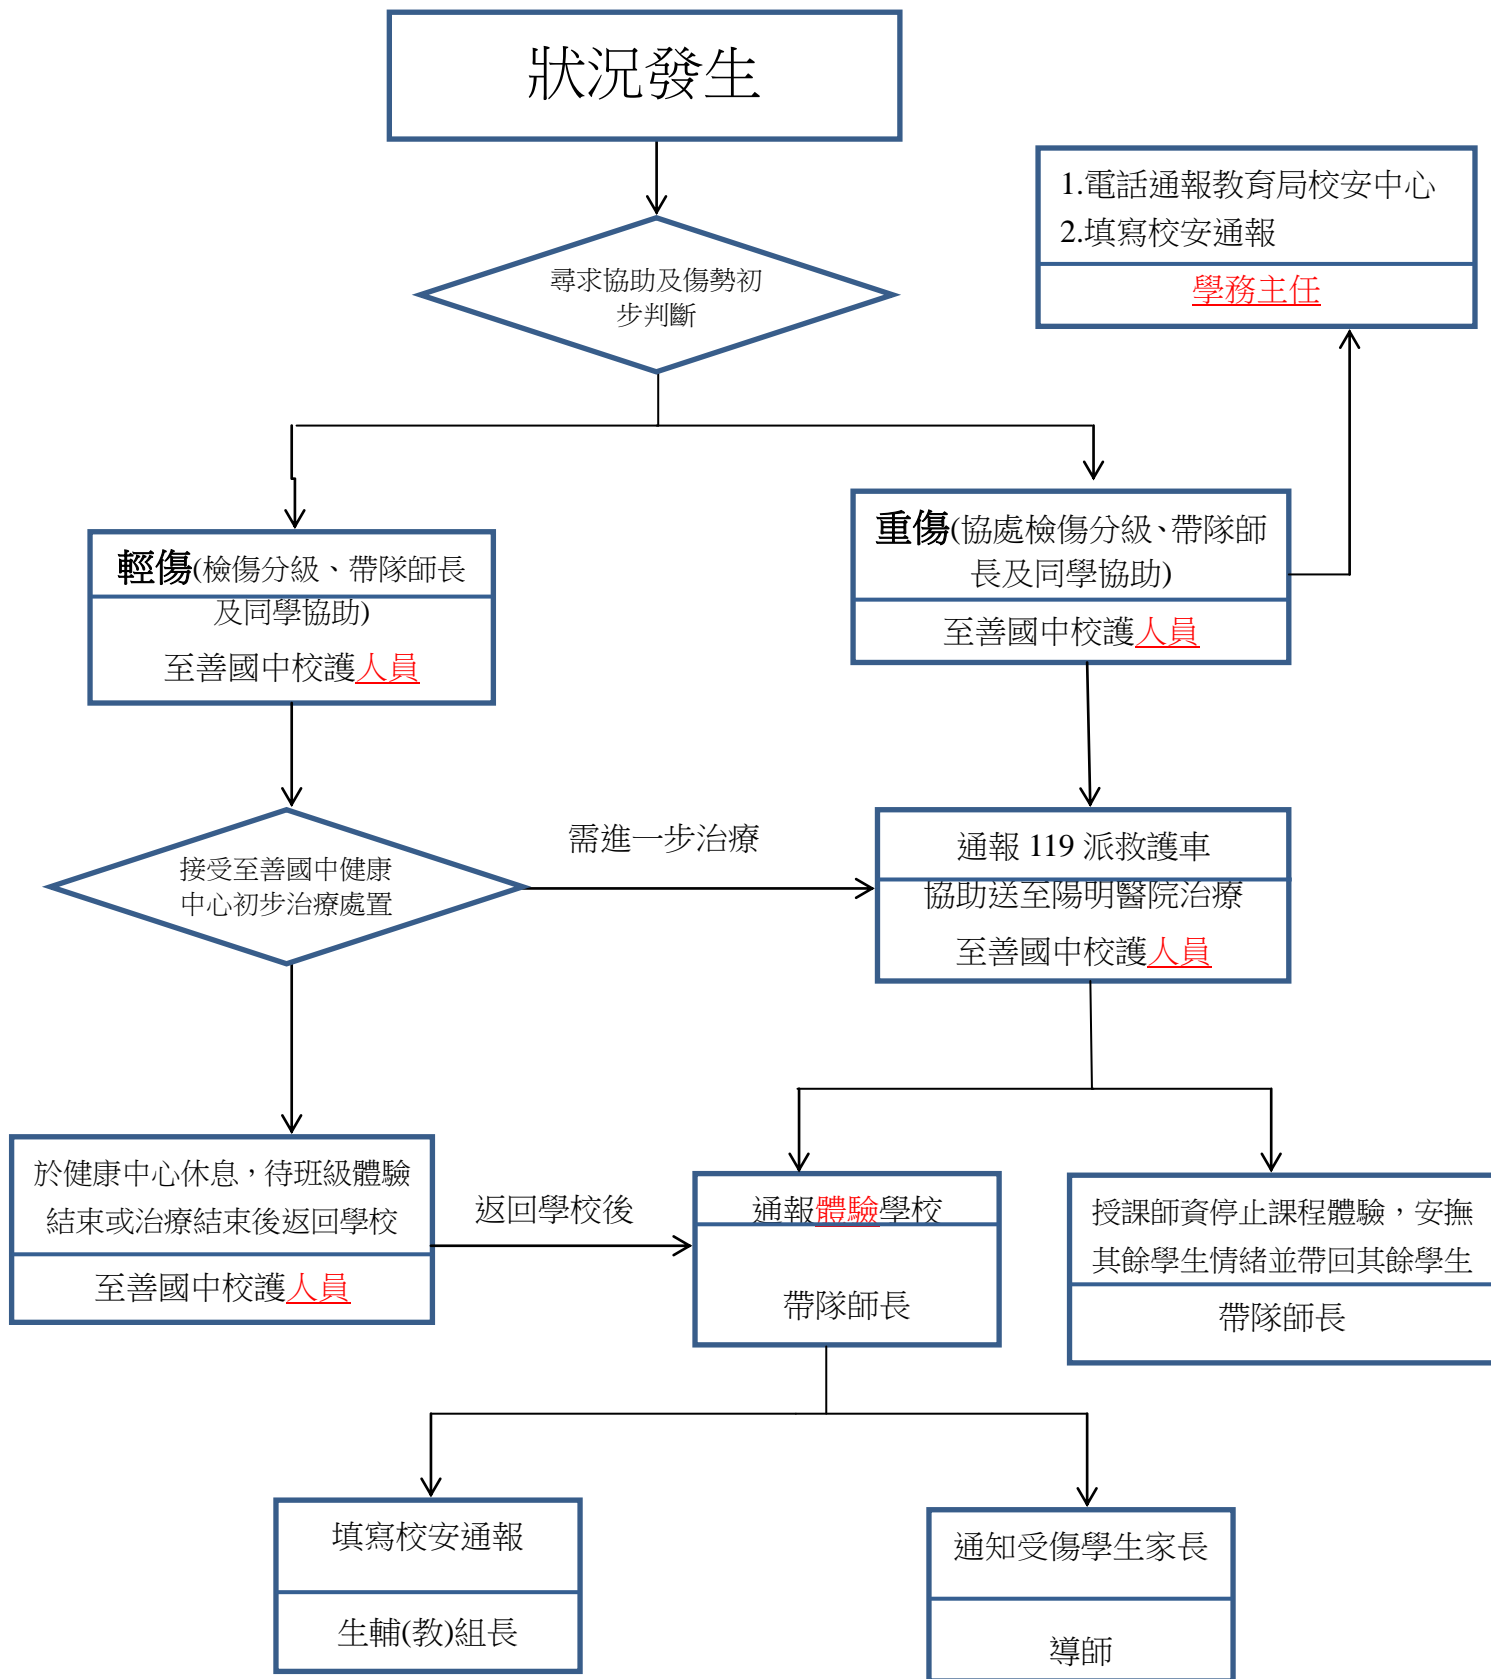 狀況發生
1.電話通報教育局校安中心
2.填寫校安通報
學務主任
尋求協助及傷勢初
步判斷
輕傷(檢傷分級、帶隊師長
及同學協助)
至善國中校護人員
重傷(協處檢傷分級、帶隊師
長及同學協助)
至善國中校護人員
接受至善國中健康
中心初步治療處置
需進一步治療
通報 119 派救護車
協助送至陽明醫院治療
至善國中校護人員
於健康中心休息，待班級體驗
結束或治療結束後返回學校
至善國中校護人員
返回學校後
通報體驗學校
帶隊師長
授課師資停止課程體驗，安撫
其餘學生情緒並帶回其餘學生
帶隊師長
填寫校安通報
生輔(教)組長
通知受傷學生家長
導師